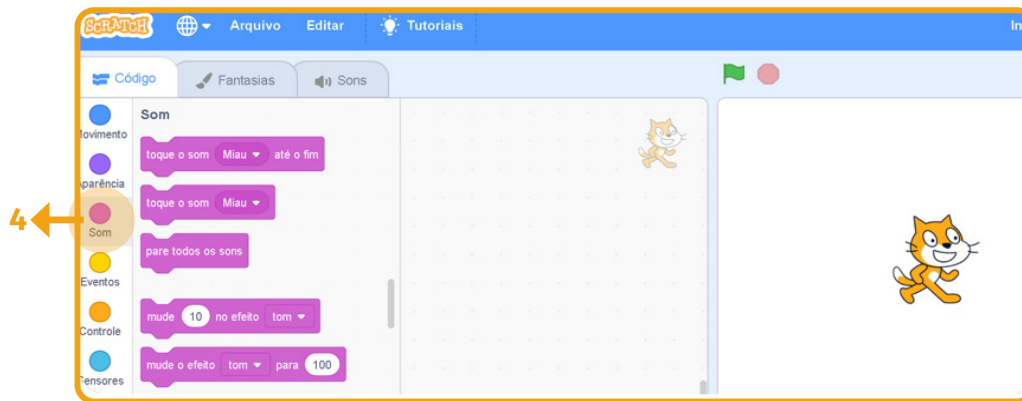 SCRATCH Arquivo Editar Tutoriais In
Código Fantasias Sons
Som
Movimento
toque o som Miau até o fim
Aparência
toque o som Miau
4
Som
pare todos os sons
Eventos
mude 10 no efeito tom
Controle
mude o efeito tom para 100
Sensores